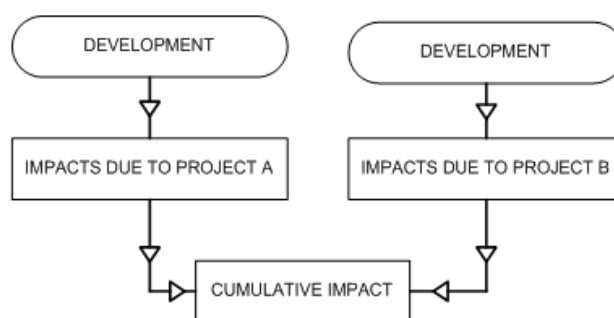 DEVELOPMENT
DEVELOPMENT
IMPACTS DUE TO PROJECT A
IMPACTS DUE TO PROJECT B
CUMULATIVE IMPACT